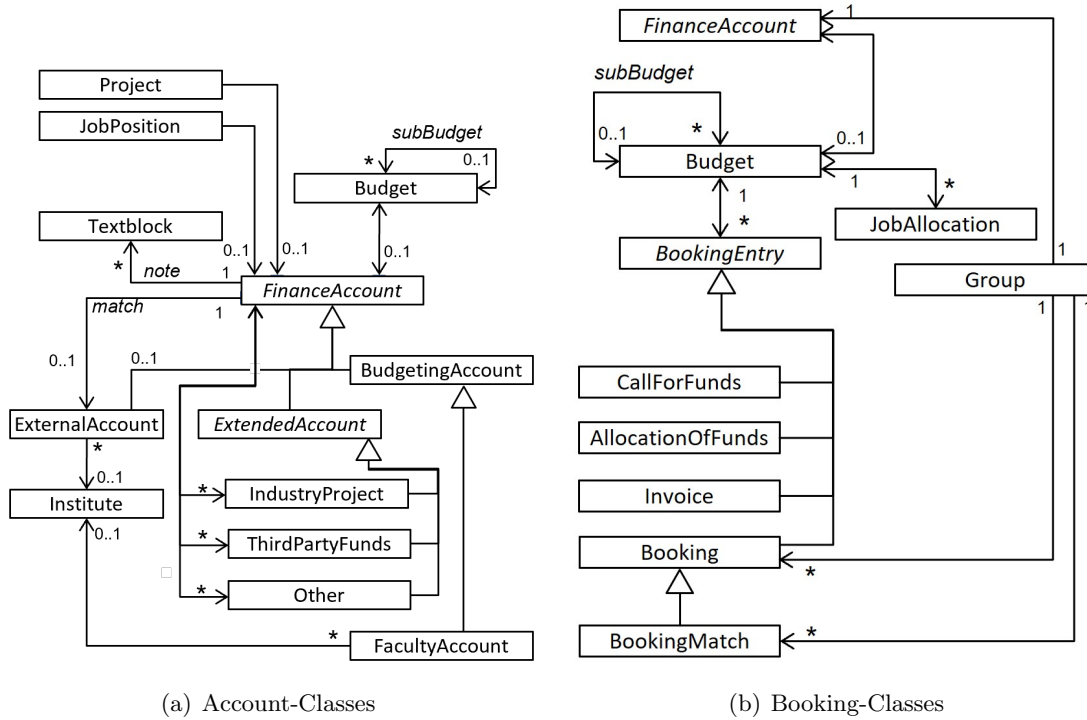 Project
JobPosition
subBudget
*
0..1
Budget
Textblock
*
note
0..1
0..1
0..1
1
FinanceAccount
match
1
0..1
0..1
BudgetingAccount
ExternalAccount
ExtendedAccount
*
0..1
Institute
0..1
*
IndustryProject
*
ThirdPartyFunds
*
Other
*
FacultyAccount
(a) Account-Classes
FinanceAccount
1
subBudget
0..1
*
0..1
Budget
1
1
*
*
JobAllocation
BookingEntry
1
Group
1
1
CallForFunds
AllocationOfFunds
Invoice
Booking
*
BookingMatch
*
(b) Booking-Classes